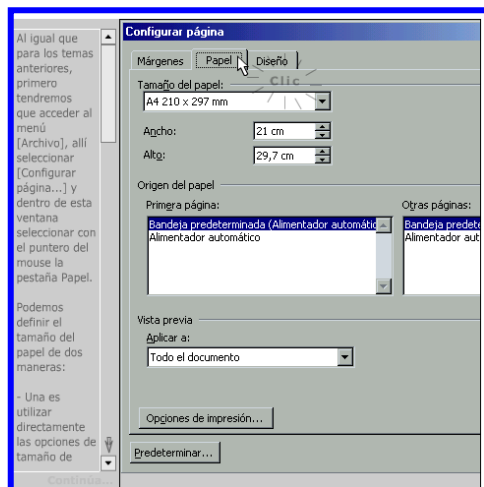 Al igual que
para los temas
anteriores,
primero
tendremos
que acceder al
menú
[Archivo], allí
seleccionar
[Configurar
página...] y
dentro de esta
ventana
seleccionar con
el puntero del
mouse la
pestaña Papel.
Podemos
definir el
tamaño del
papel de dos
maneras:
- Una es
utilizar
directamente
las opciones de
tamaño de
Continúa...
Configurar página
Márgenes Papel Diseño
Clic
Tamaño del papel:
A4 210 x 297 mm
Ancho: 21 cm
Alto: 29,7 cm
Origen del papel
Primera página: Otras páginas:
Bandeja predeterminada (Alimentador automátic Bandeja predete
Alimentador automático Alimentador aut
Vista previa
Aplicar a:
Todo el documento
Opciones de impresión...
Predeterminar...